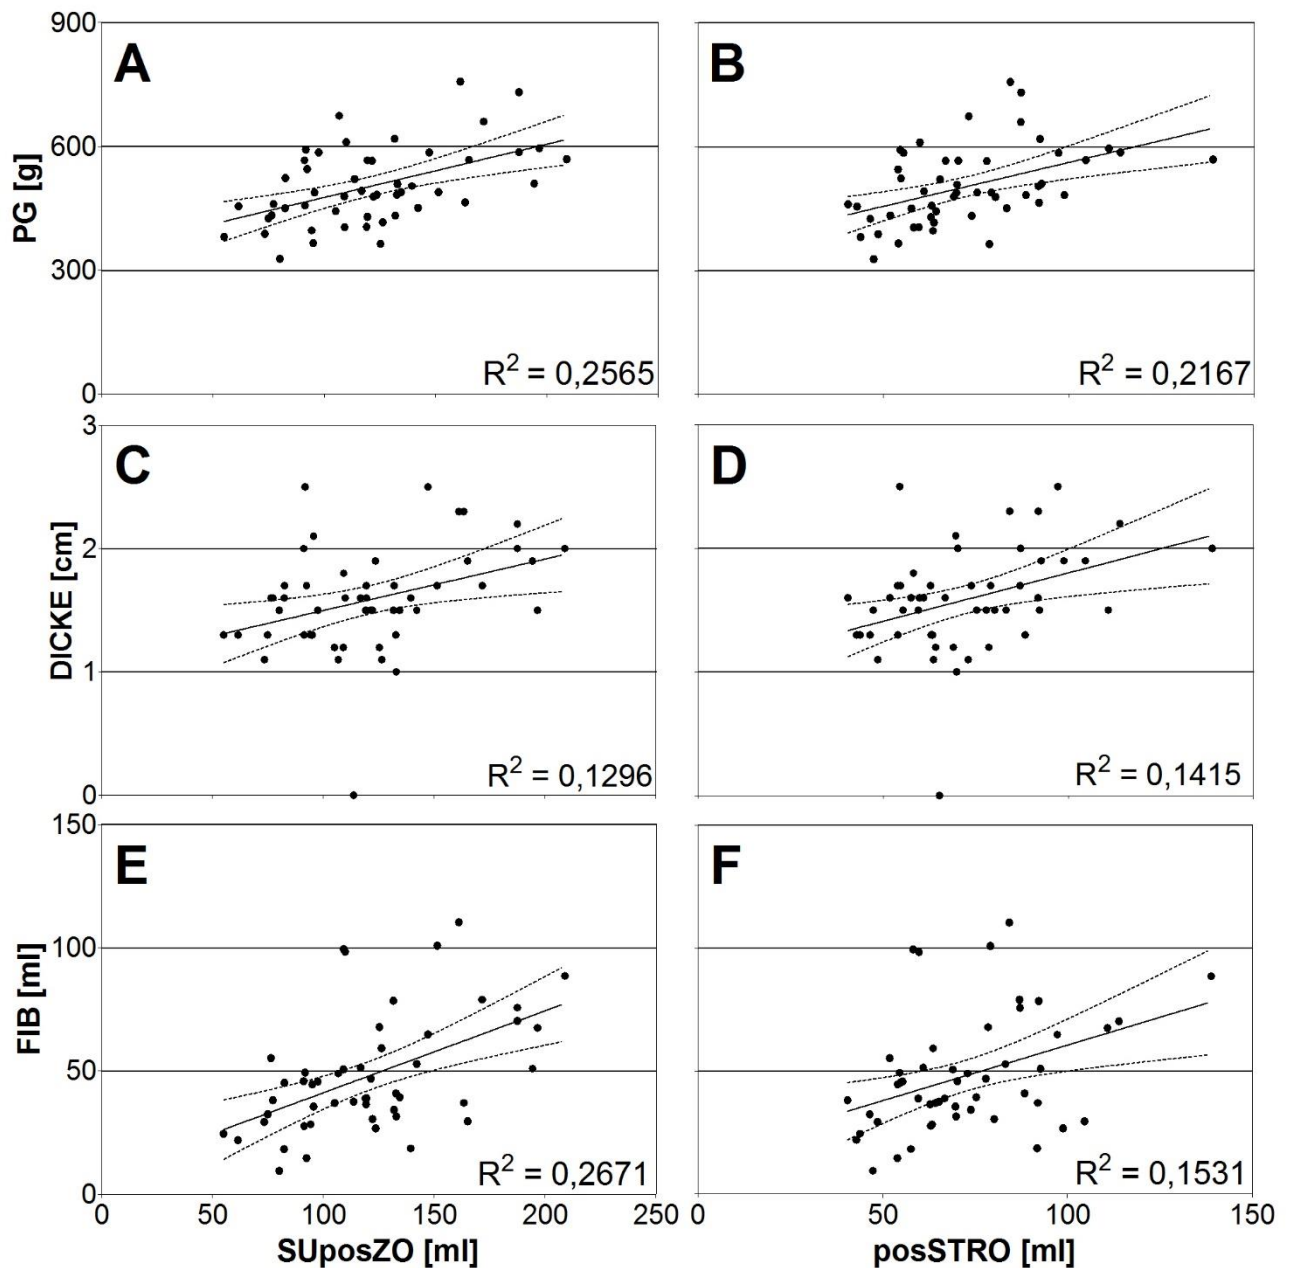 900
A
B
600
PG [g]
300
R² = 0,2565
R² = 0,2167
0
3
C
D
2
DICKE [cm]
1
R² = 0,1296
R² = 0,1415
0
150
E
F
100
FIB [ml]
50
R² = 0,2671
R² = 0,1531
0
0 50 100 150 200 250
0 50 100 150
SUposZO [ml]
posSTRO [ml]